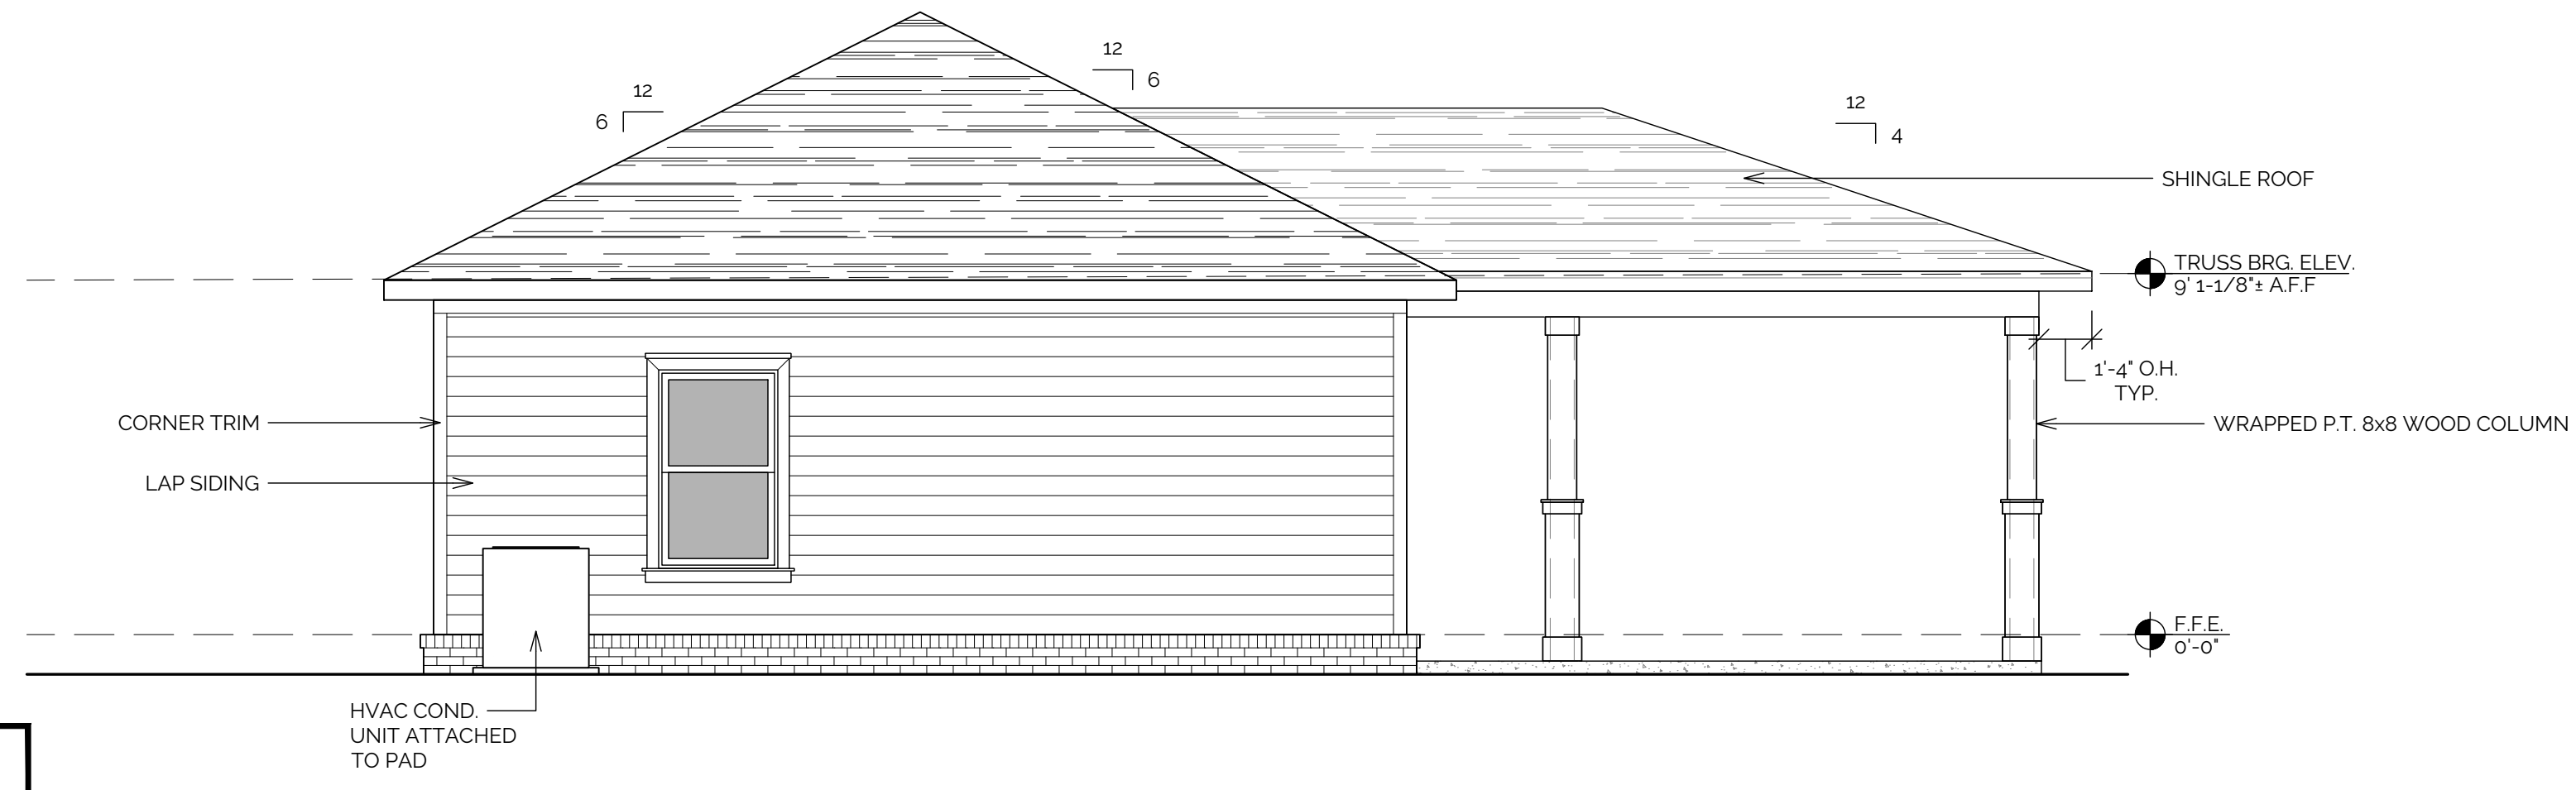 12
6
12
6
12
4
SHINGLE ROOF
TRUSS BRG. ELEV.
9' 1-1/8"± A.F.F
1'-4" O.H.
TYP.
CORNER TRIM
WRAPPED P.T. 8x8 WOOD COLUMN
LAP SIDING
F.F.E.
0'-0"
HVAC COND.
UNIT ATTACHED
TO PAD